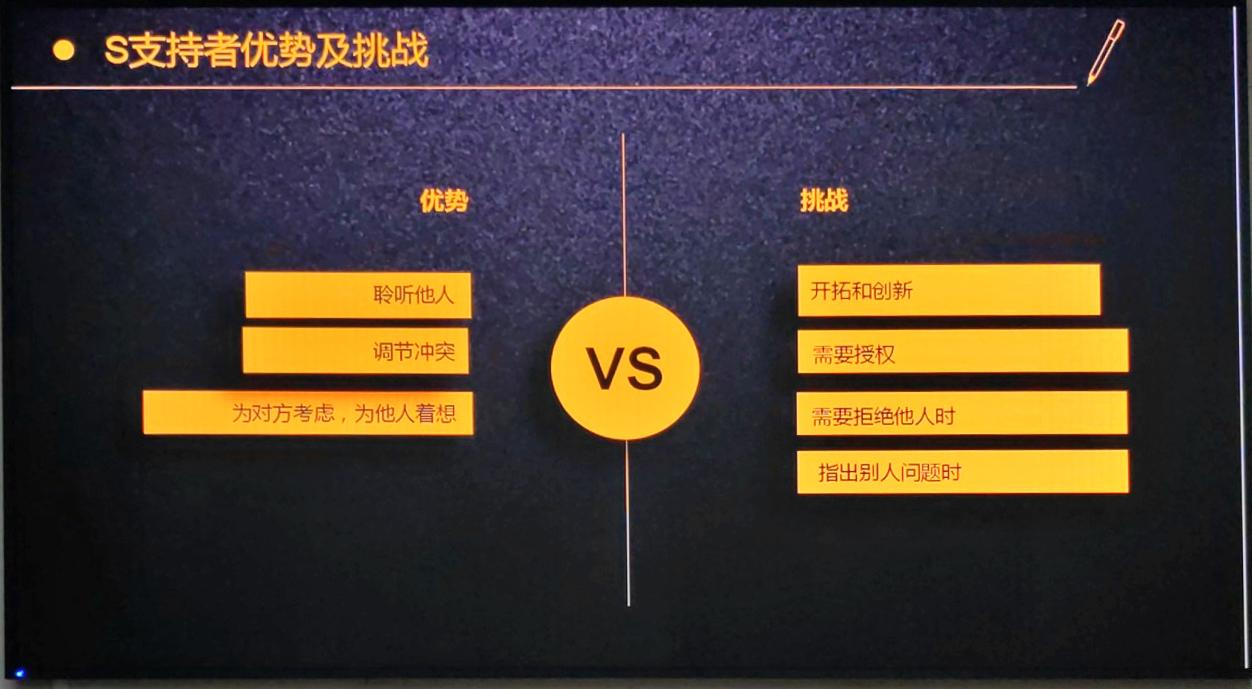 S支持者优势及挑战
优势
聆听他人
调节冲突
为对方考虑，为他人着想
VS
挑战
开拓和创新
需要授权
需要拒绝他人时
指出别人问题时